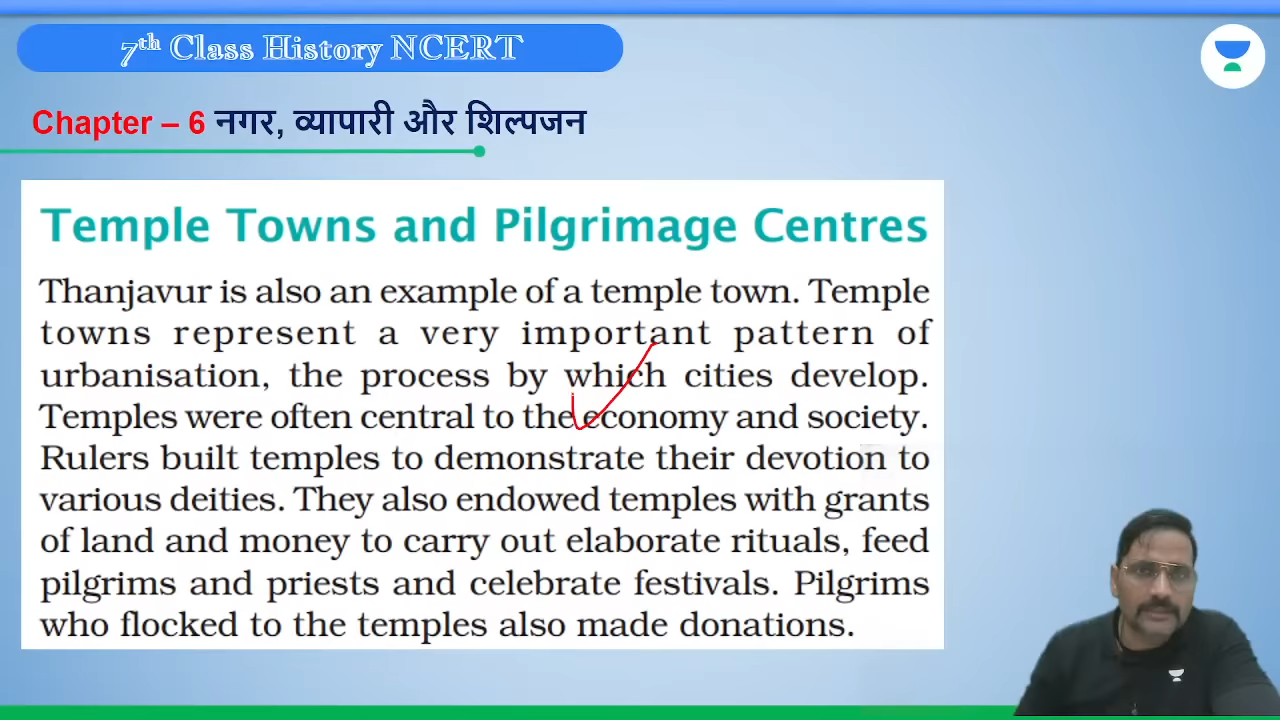 7th Class History NCERT
Chapter – 6 नगर, व्यापारी और शिल्पजन
Temple Towns and Pilgrimage Centres
Thanjavur is also an example of a temple town. Temple
towns represent a very important pattern of
urbanisation, the process by which cities develop.
Temples were often central to the economy and society.
Rulers built temples to demonstrate their devotion to
various deities. They also endowed temples with grants
of land and money to carry out elaborate rituals, feed
pilgrims and priests and celebrate festivals. Pilgrims
who flocked to the temples also made donations.